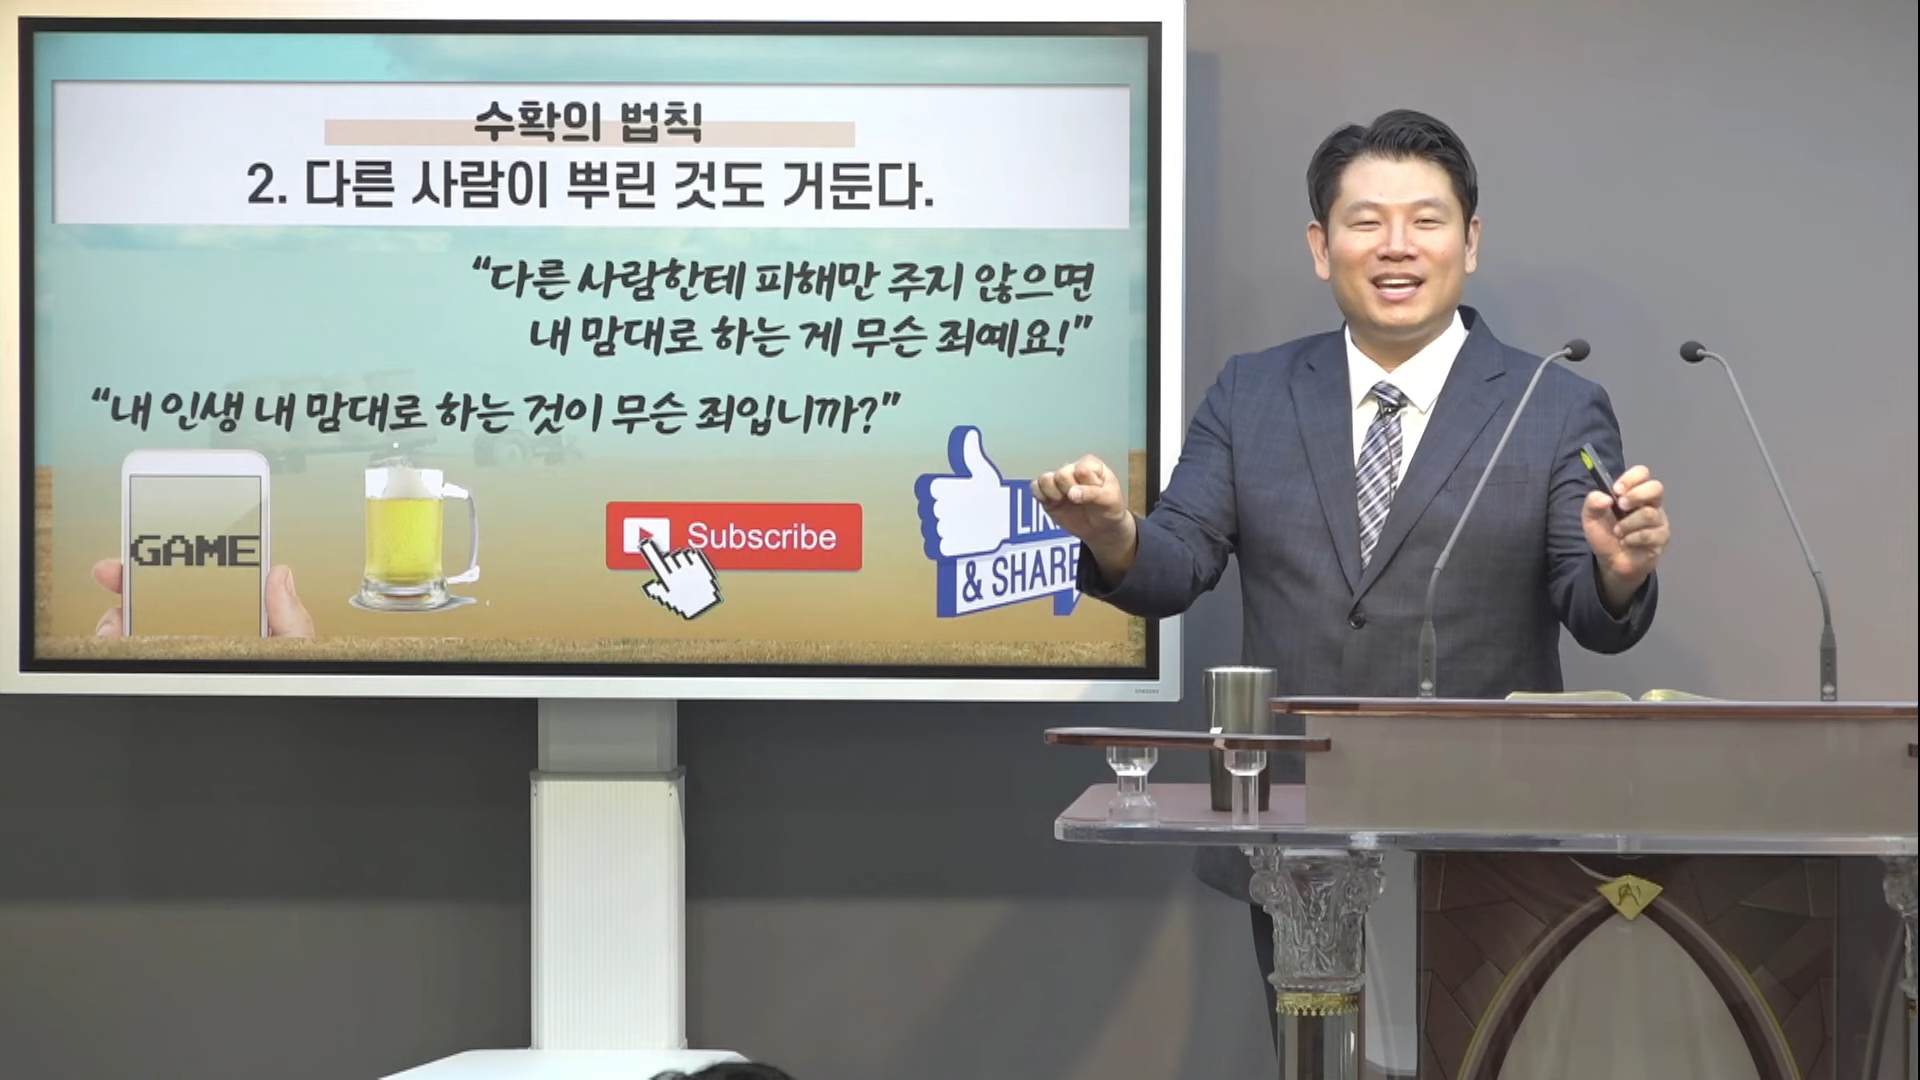 수확의 법칙
2. 다른 사람이 뿌린 것도 거둔다.
“다른 사람한테 피해만 주지 않으면
내 맘대로 하는 게 무슨 죄예요!”
“내 인생 내 맘대로 하는 것이 무슨 죄입니까?”
GAME
Subscribe
& SHARE
SAMSUNG